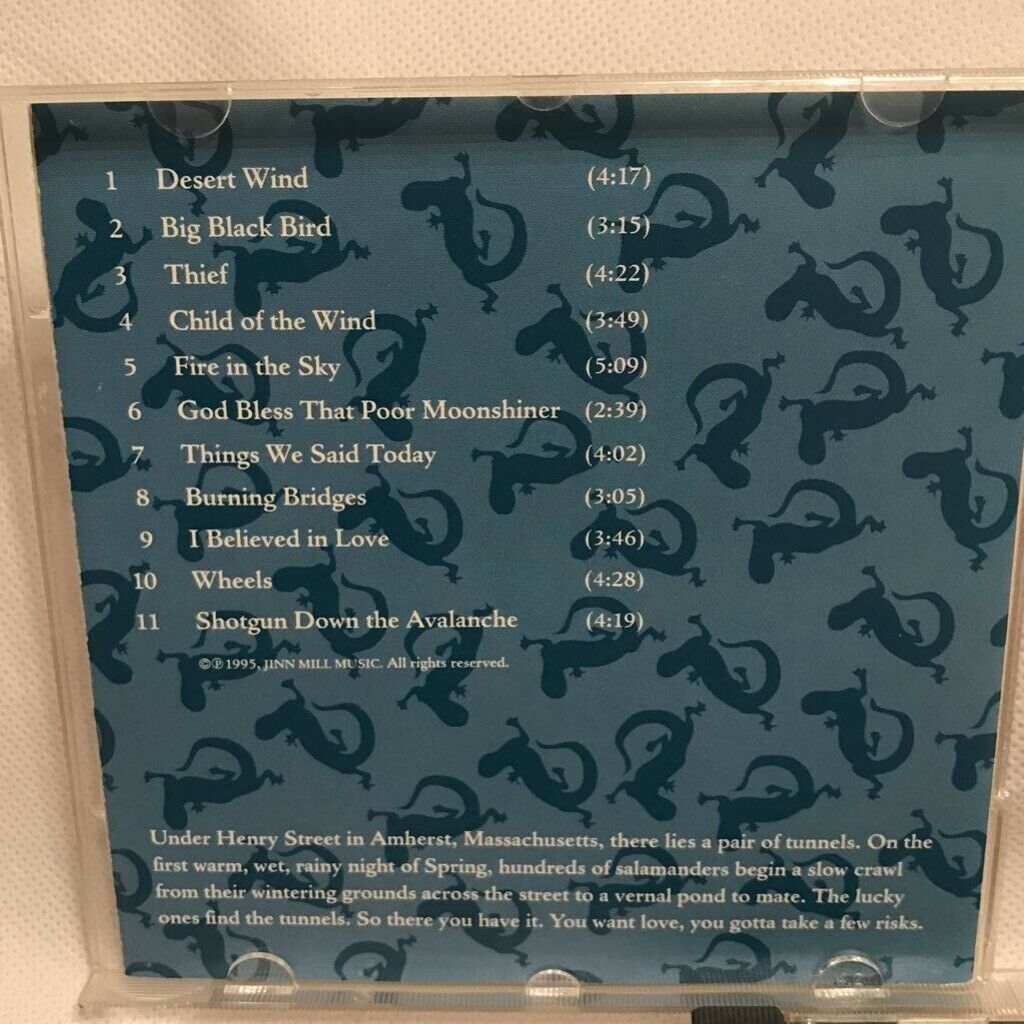 1 Desert Wind (4:17)
2 Big Black Bird (3:15)
3 Thief (4:22)
4 Child of the Wind (3:49)
5 Fire in the Sky (5:09)
6 God Bless That Poor Moonshiner (2:39)
7 Things We Said Today (4:02)
8 Burning Bridges (3:05)
9 I Believed in Love (3:46)
10 Wheels (4:28)
11 Shotgun Down the Avalanche (4:19)
©℗ 1995, JINN MILL MUSIC. All rights reserved.
Under Henry Street in Amherst, Massachusetts, there lies a pair of tunnels. On the
first warm, wet, rainy night of Spring, hundreds of salamanders begin a slow crawl
from their wintering grounds across the street to a vernal pond to mate. The lucky
ones find the tunnels. So there you have it. You want love, you gotta take a few risks.